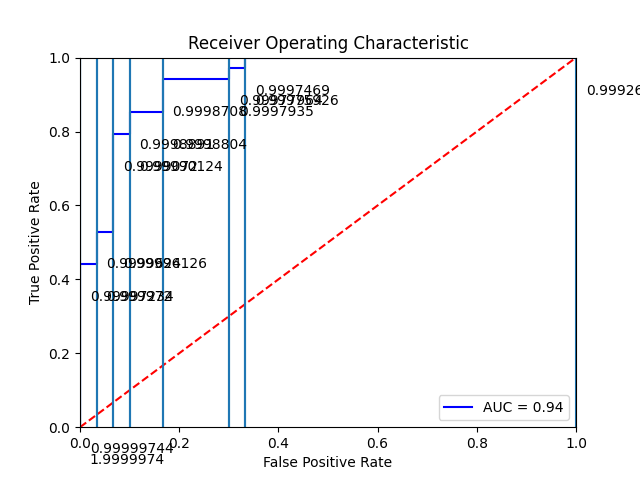 Receiver Operating Characteristic
True Positive Rate
1.0
0.8
0.6
0.4
0.2
0.0
0.9997469
0.99926
0.9998708
0.9997935
0.9998804
0.99999744
1.9999974
AUC = 0.94
0.0 0.2 0.4 0.6 0.8 1.0
False Positive Rate